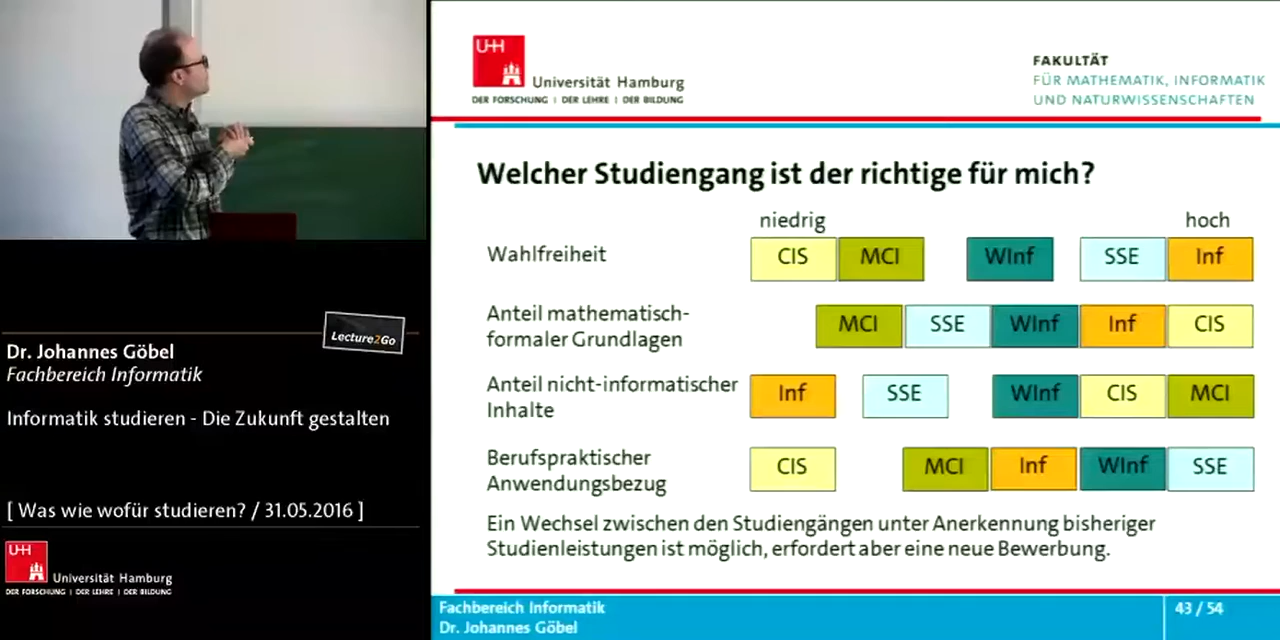 Lecture2Go
Dr. Johannes Göbel
Fachbereich Informatik
Informatik studieren - Die Zukunft gestalten
[ Was wie wofür studieren? / 31.05.2016 ]
UH
Universität Hamburg
DER FORSCHUNG | DER LEHRE | DER BILDUNG
UH
Universität Hamburg
DER FORSCHUNG | DER LEHRE | DER BILDUNG
FAKULTÄT
FÜR MATHEMATIK, INFORMATIK
UND NATURWISSENSCHAFTEN
Welcher Studiengang ist der richtige für mich?
niedrig hoch
Wahlfreiheit CIS MCI WInf SSE Inf
Anteil mathematisch-
formaler Grundlagen MCI SSE WInf Inf CIS
Anteil nicht-informatischer
Inhalte Inf SSE WInf CIS MCI
Berufspraktischer
Anwendungsbezug CIS MCI Inf WInf SSE
Ein Wechsel zwischen den Studiengängen unter Anerkennung bisheriger
Studienleistungen ist möglich, erfordert aber eine neue Bewerbung.
Fachbereich Informatik
Dr. Johannes Göbel
43 / 54